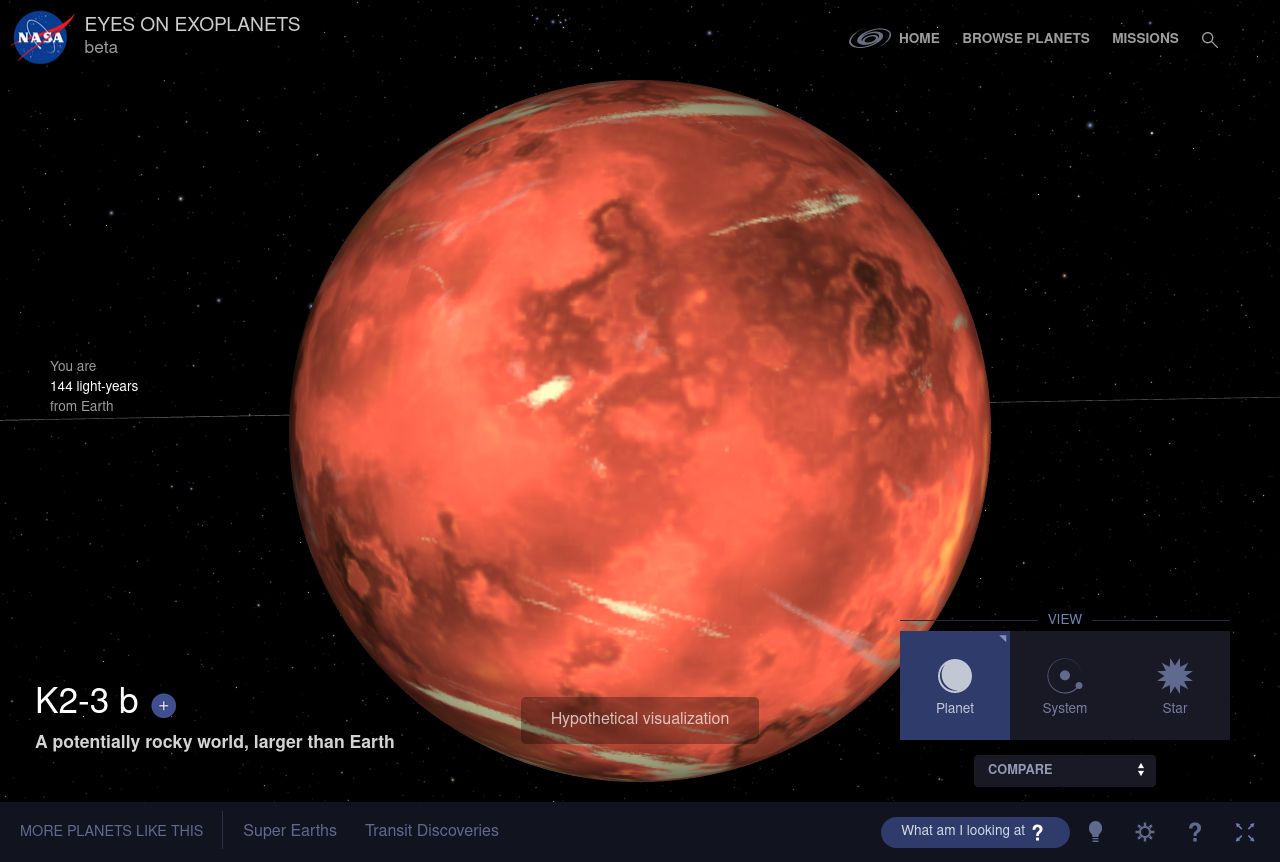 NASA
EYES ON EXOPLANETS
beta
HOME
BROWSE PLANETS
MISSIONS
You are
144 light-years
from Earth
VIEW
Planet
System
Star
K2-3 b +
A potentially rocky world, larger than Earth
Hypothetical visualization
COMPARE
MORE PLANETS LIKE THIS
Super Earths
Transit Discoveries
What am I looking at ?
?